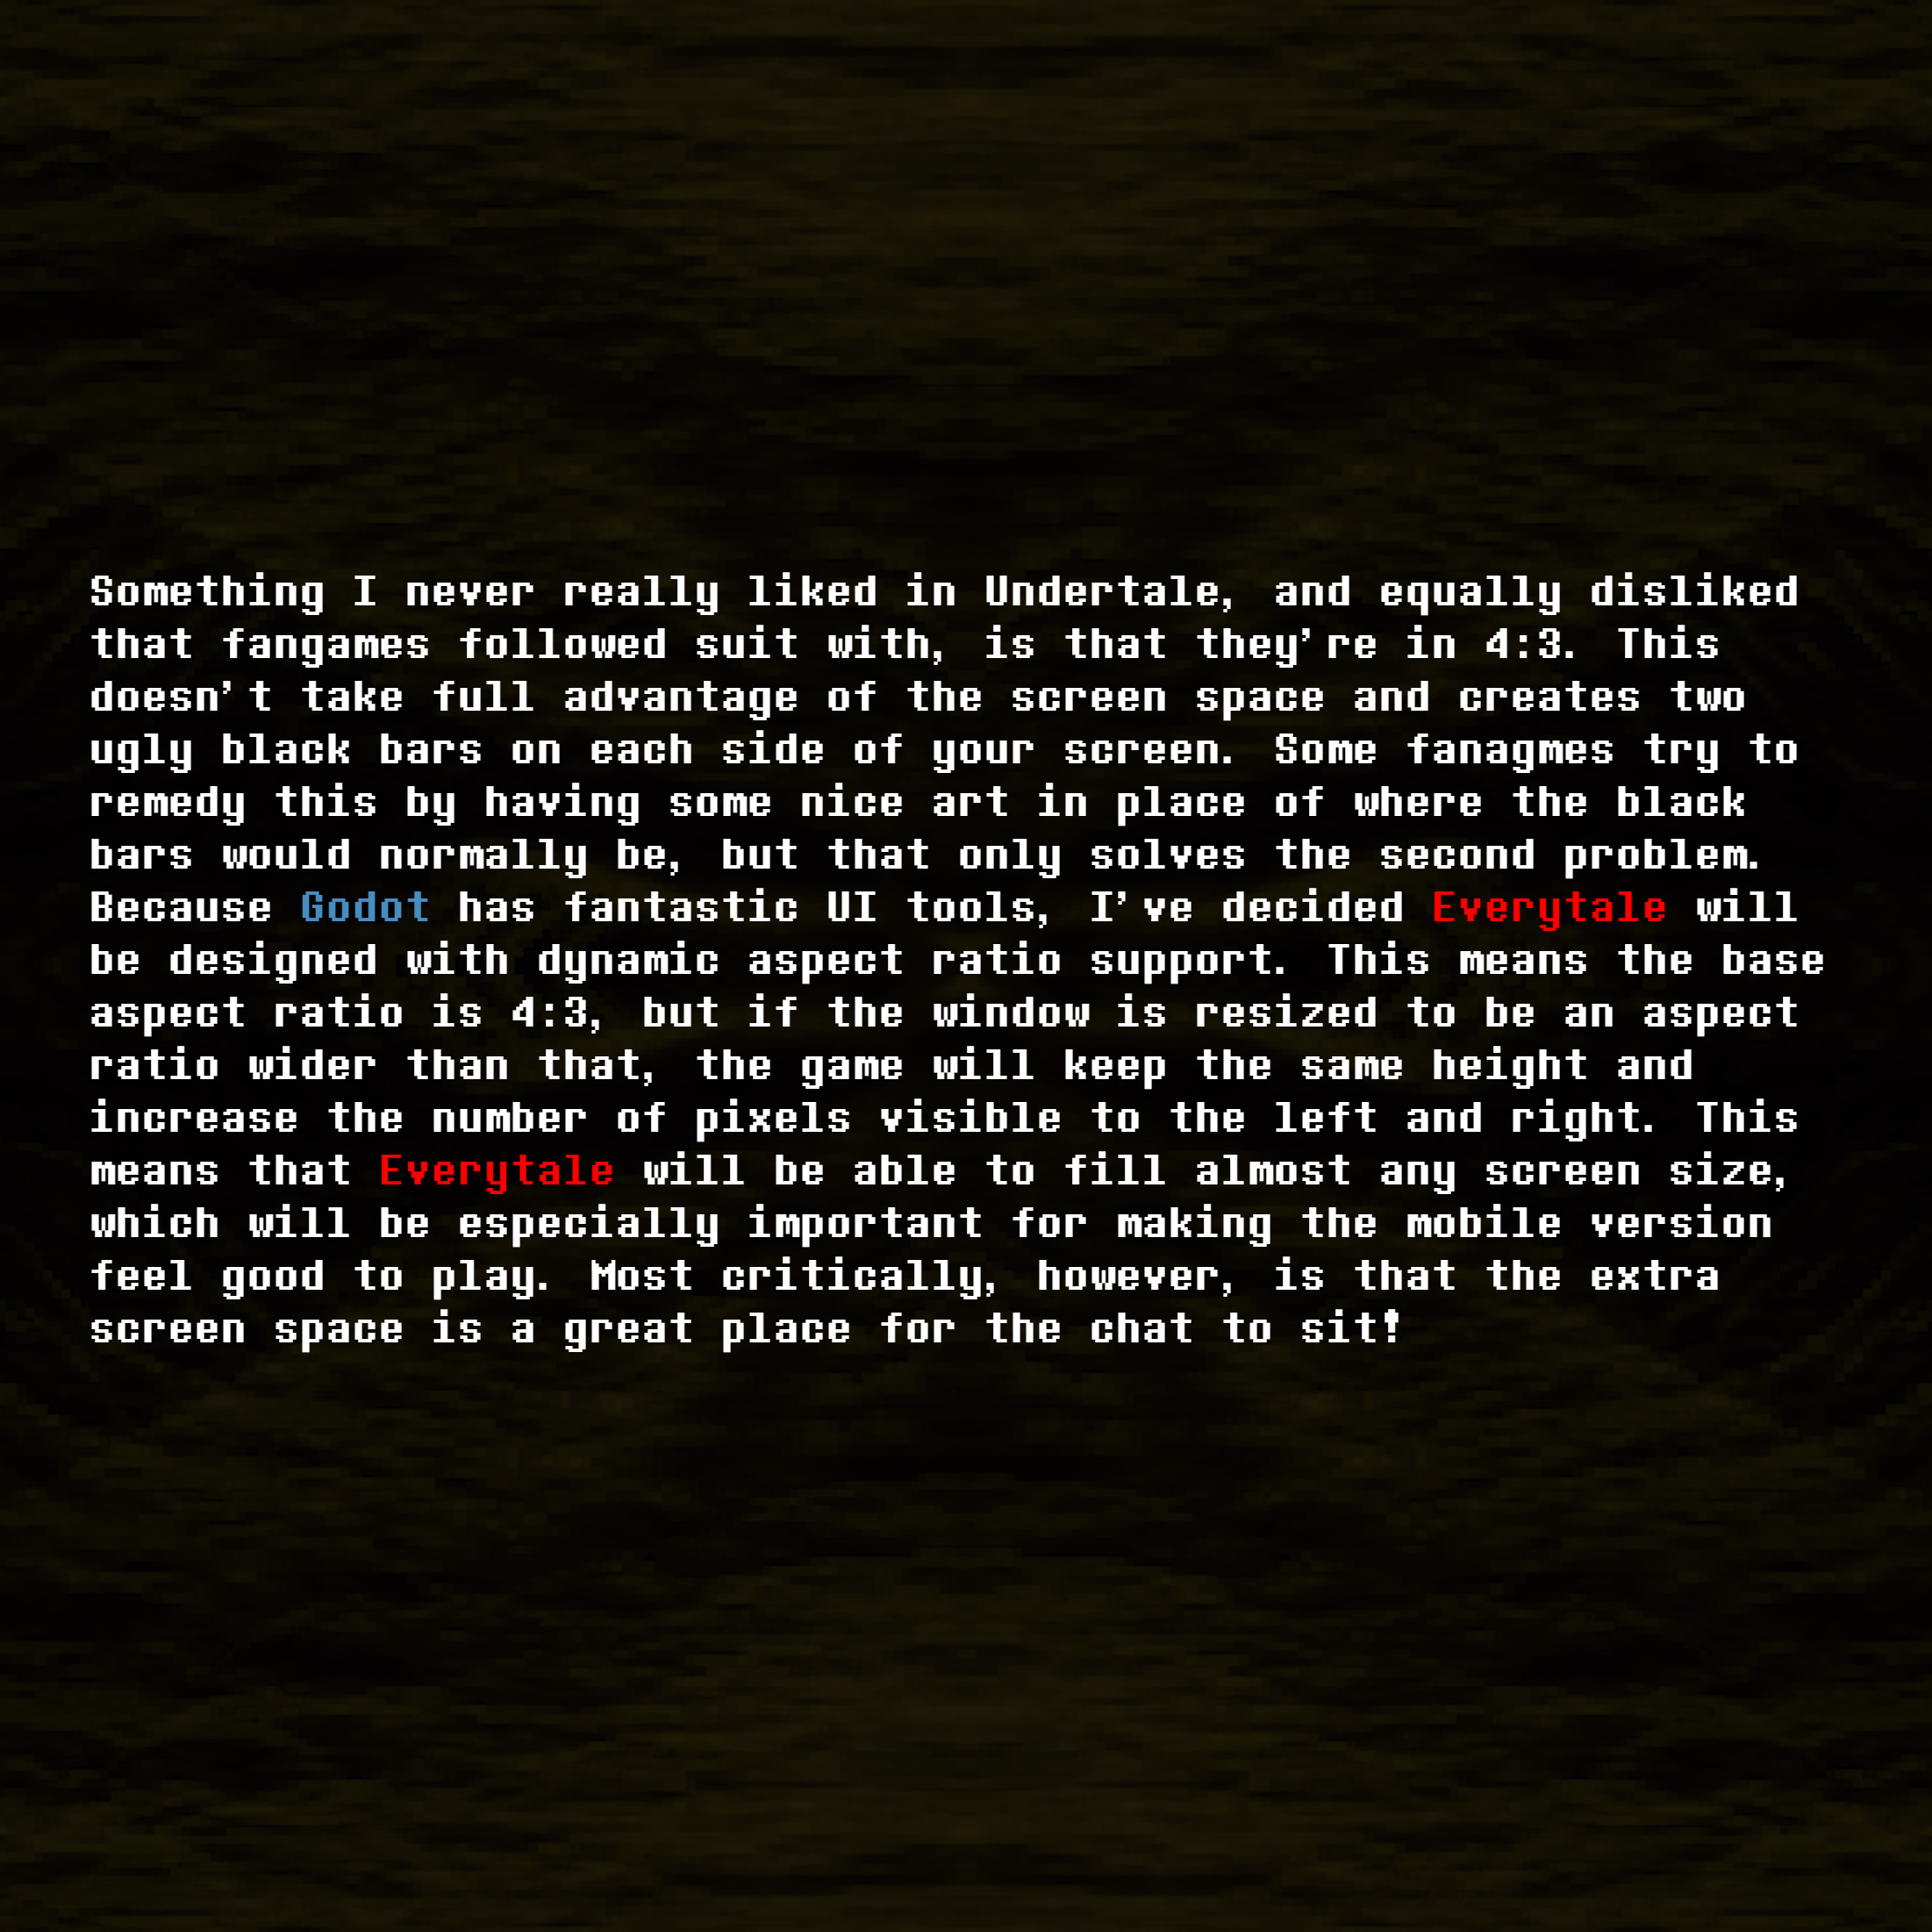 Something I never really liked in Undertale, and equally disliked
that fangames followed suit with, is that they're in 4:3. This
doesn't take full advantage of the screen space and creates two
ugly black bars on each side of your screen. Some fanagmes try to
remedy this by having some nice art in place of where the black
bars would normally be, but that only solves the second problem.
Because Godot has fantastic UI tools, I've decided Everytale will
be designed with dynamic aspect ratio support. This means the base
aspect ratio is 4:3, but if the window is resized to be an aspect
ratio wider than that, the game will keep the same height and
increase the number of pixels visible to the left and right. This
means that Everytale will be able to fill almost any screen size,
which will be especially important for making the mobile version
feel good to play. Most critically, however, is that the extra
screen space is a great place for the chat to sit!